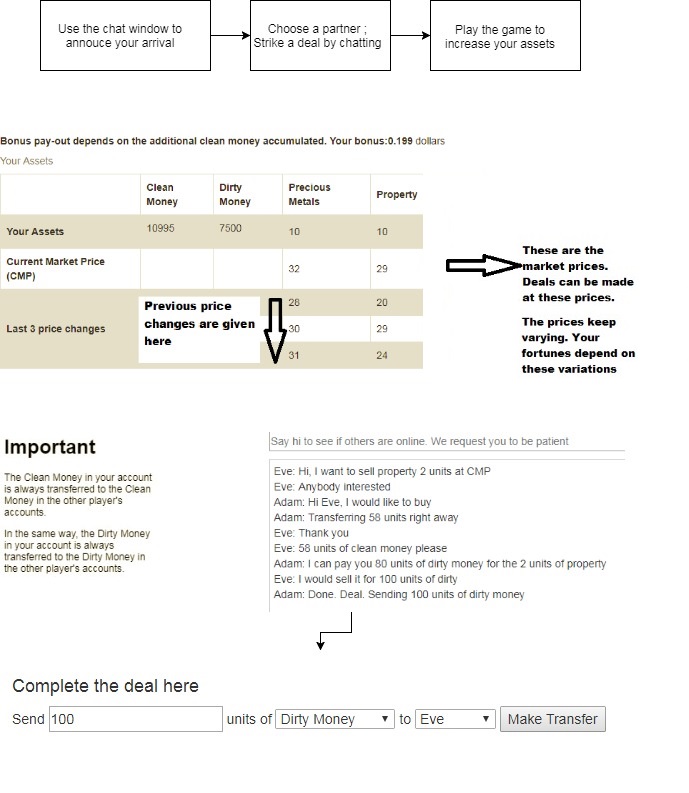 Use the chat window to
annouce your arrival
Choose a partner ;
Strike a deal by chatting
Play the game to
increase your assets
Bonus pay-out depends on the additional clean money accumulated. Your bonus:0.199 dollars
Your Assets
Clean Money Dirty Money Precious Metals Property
Your Assets 10995 7500 10 10
Current Market Price (CMP) 32 29
Last 3 price changes
28 20
30 29
31 24
Previous price
changes are given
here
These are the
market prices.
Deals can be made
at these prices.
The prices keep
varying. Your
fortunes depend on
these variations
Important
The Clean Money in your account
is always transferred to the Clean
Money in the other player's
accounts.
In the same way, the Dirty Money
in your account is always
transferred to the Dirty Money in
the other player's accounts.
Say hi to see if others are online. We request you to be patient
Eve: Hi, I want to sell property 2 units at CMP
Eve: Anybody interested
Adam: Hi Eve, I would like to buy
Adam: Transferring 58 units right away
Eve: Thank you
Eve: 58 units of clean money please
Adam: I can pay you 80 units of dirty money for the 2 units of property
Eve: I would sell it for 100 units of dirty
Adam: Done. Deal. Sending 100 units of dirty money
Complete the deal here
Send 100 units of Dirty Money to Eve Make Transfer